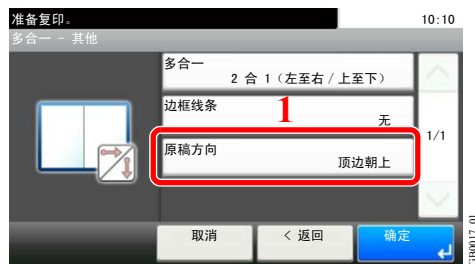 准备复印。
10:10
多合一 - 其他
多合一
2 合 1（左至右 / 上至下）
边框线条
1
无
1/1
原稿方向
顶边朝上
取消
< 返回
确定
GB0017_01